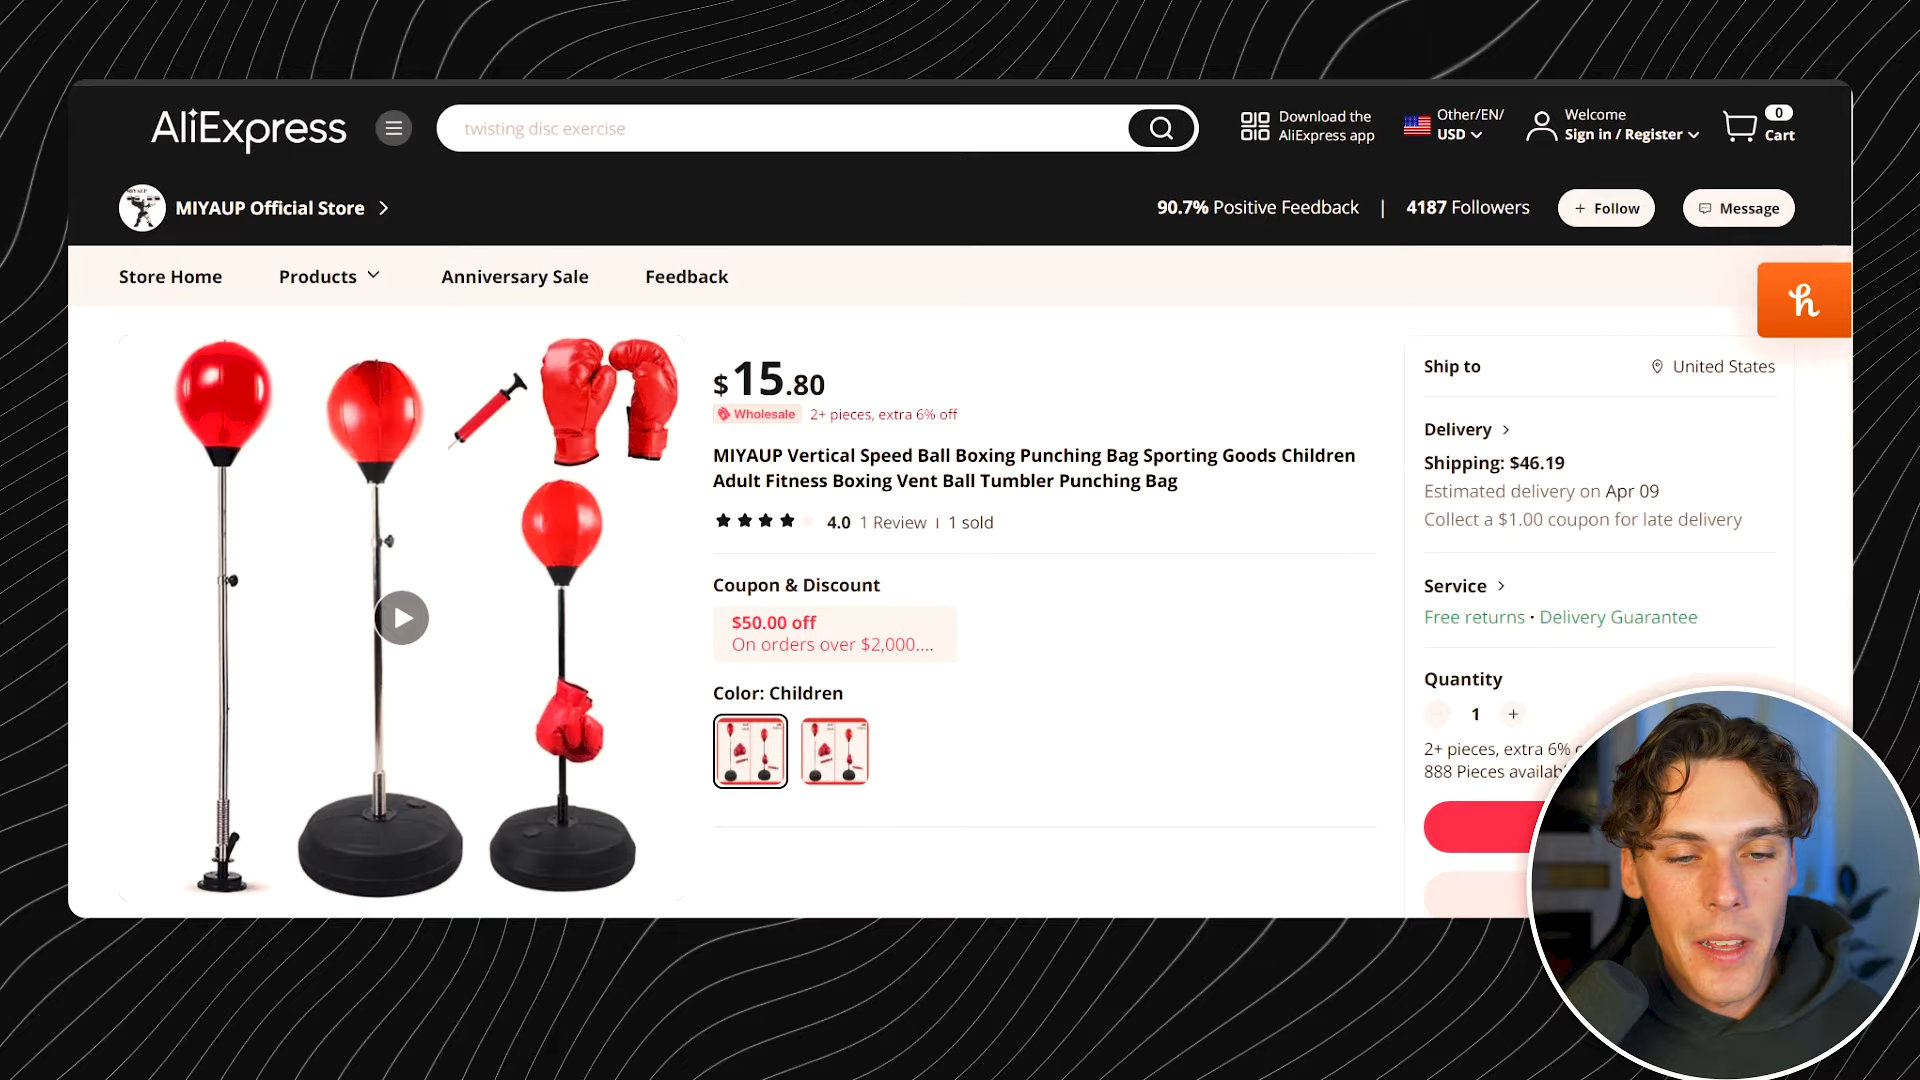 AliExpress
twisting disc exercise
Download the
AliExpress app
Other/EN/
USD
Welcome
Sign in / Register
0
Cart
MIYAUP Official Store
90.7% Positive Feedback | 4187 Followers
+ Follow
Message
Store Home
Products
Anniversary Sale
Feedback
h
$15.80
Wholesale
2+ pieces, extra 6% off
MIYAUP Vertical Speed Ball Boxing Punching Bag Sporting Goods Children
Adult Fitness Boxing Vent Ball Tumbler Punching Bag
4.0 1 Review | 1 sold
Coupon & Discount
$50.00 off
On orders over $2,000....
Color: Children
Ship to
United States
Delivery
Shipping: $46.19
Estimated delivery on Apr 09
Collect a $1.00 coupon for late delivery
Service
Free returns · Delivery Guarantee
Quantity
1 +
2+ pieces, extra 6%
888 Pieces